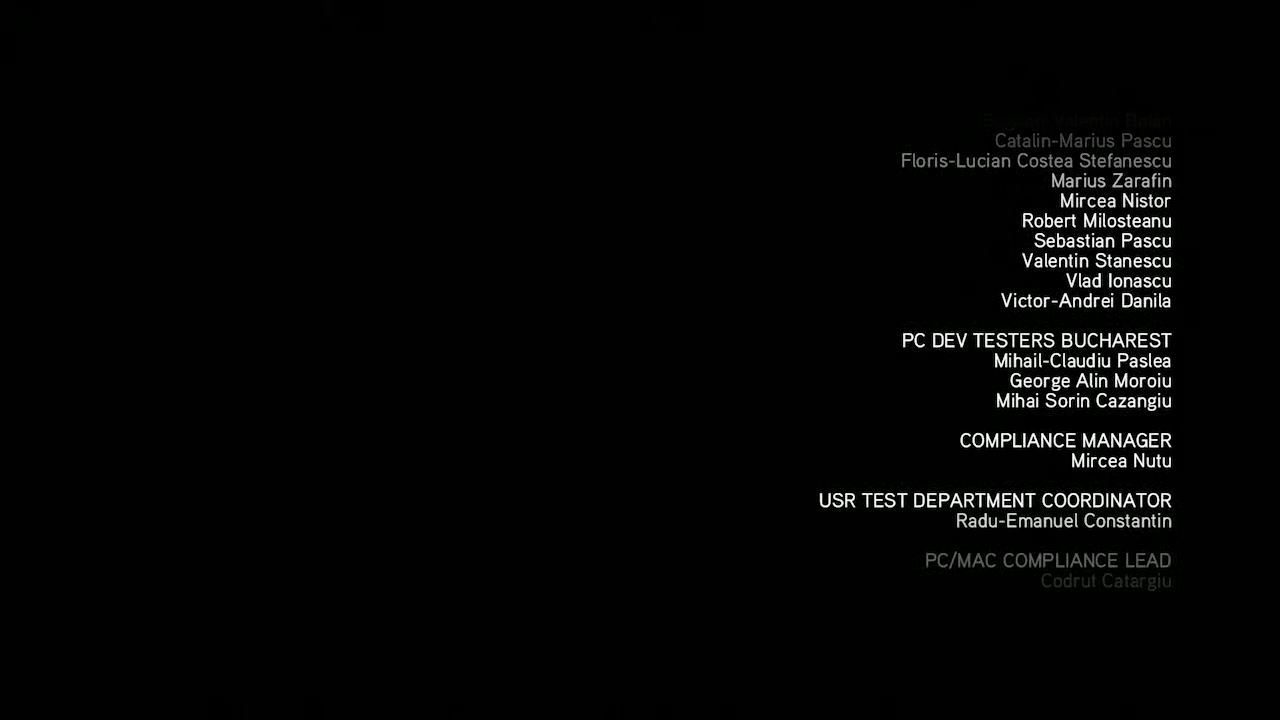 Valentin
Catalin-Marius Pascu
Floris-Lucian Costea Stefanescu
Marius Zarafin
Mircea Nistor
Robert Milosteanu
Sebastian Pascu
Valentin Stanescu
Vlad Ionascu
Victor-Andrei Danila
PC DEV TESTERS BUCHAREST
Mihail-Claudiu Paslea
George Alin Moroiu
Mihai Sorin Cazangiu
COMPLIANCE MANAGER
Mircea Nutu
USR TEST DEPARTMENT COORDINATOR
Radu-Emanuel Constantin
PC/MAC COMPLIANCE LEAD
Codrut Catargiu